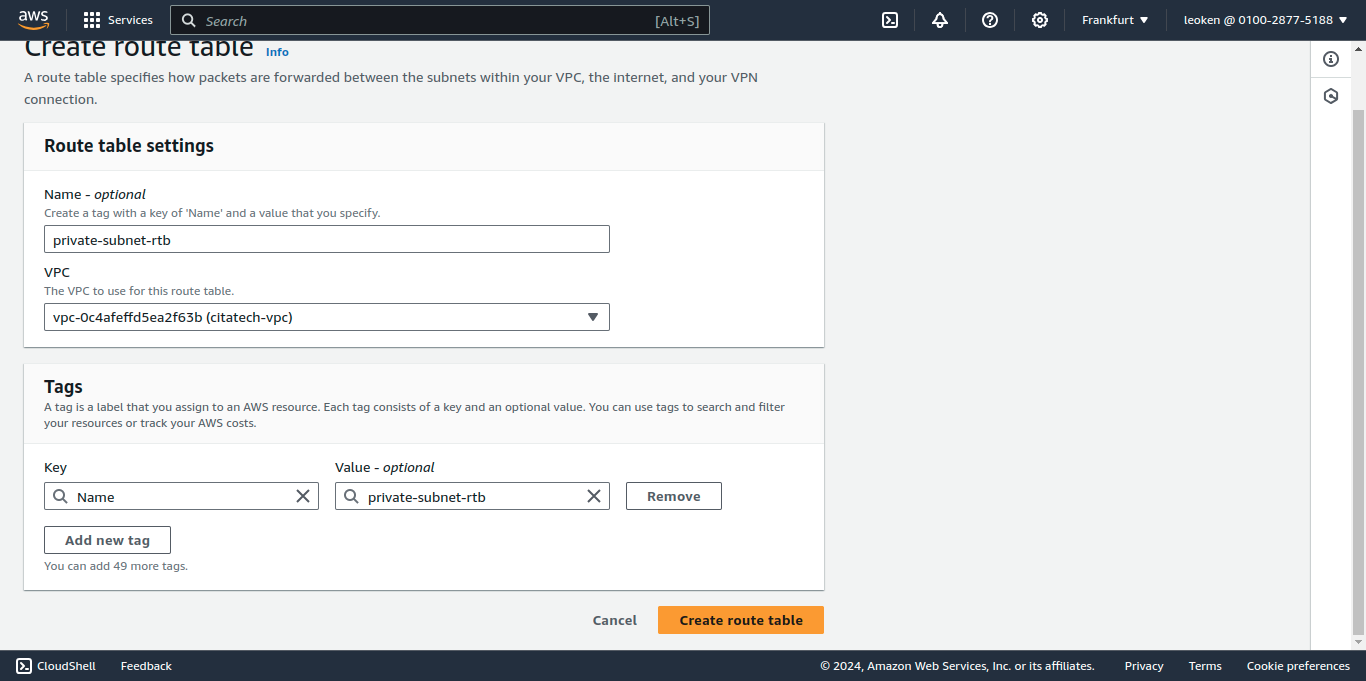 aws
Services
Search
[Alt+S]
Frankfurt
leoken @ 0100-2877-5188
Create route table Info
A route table specifies how packets are forwarded between the subnets within your VPC, the internet, and your VPN
connection.
Route table settings
Name - optional
Create a tag with a key of 'Name' and a value that you specify.
private-subnet-rtb
VPC
The VPC to use for this route table.
vpc-0c4afeffd5ea2f63b (citatech-vpc)
Tags
A tag is a label that you assign to an AWS resource. Each tag consists of a key and an optional value. You can use tags to search and filter
your resources or track your AWS costs.
Key
Value - optional
Name
private-subnet-rtb
Remove
Add new tag
You can add 49 more tags.
Cancel
Create route table
CloudShell
Feedback
© 2024, Amazon Web Services, Inc. or its affiliates.
Privacy
Terms
Cookie preferences